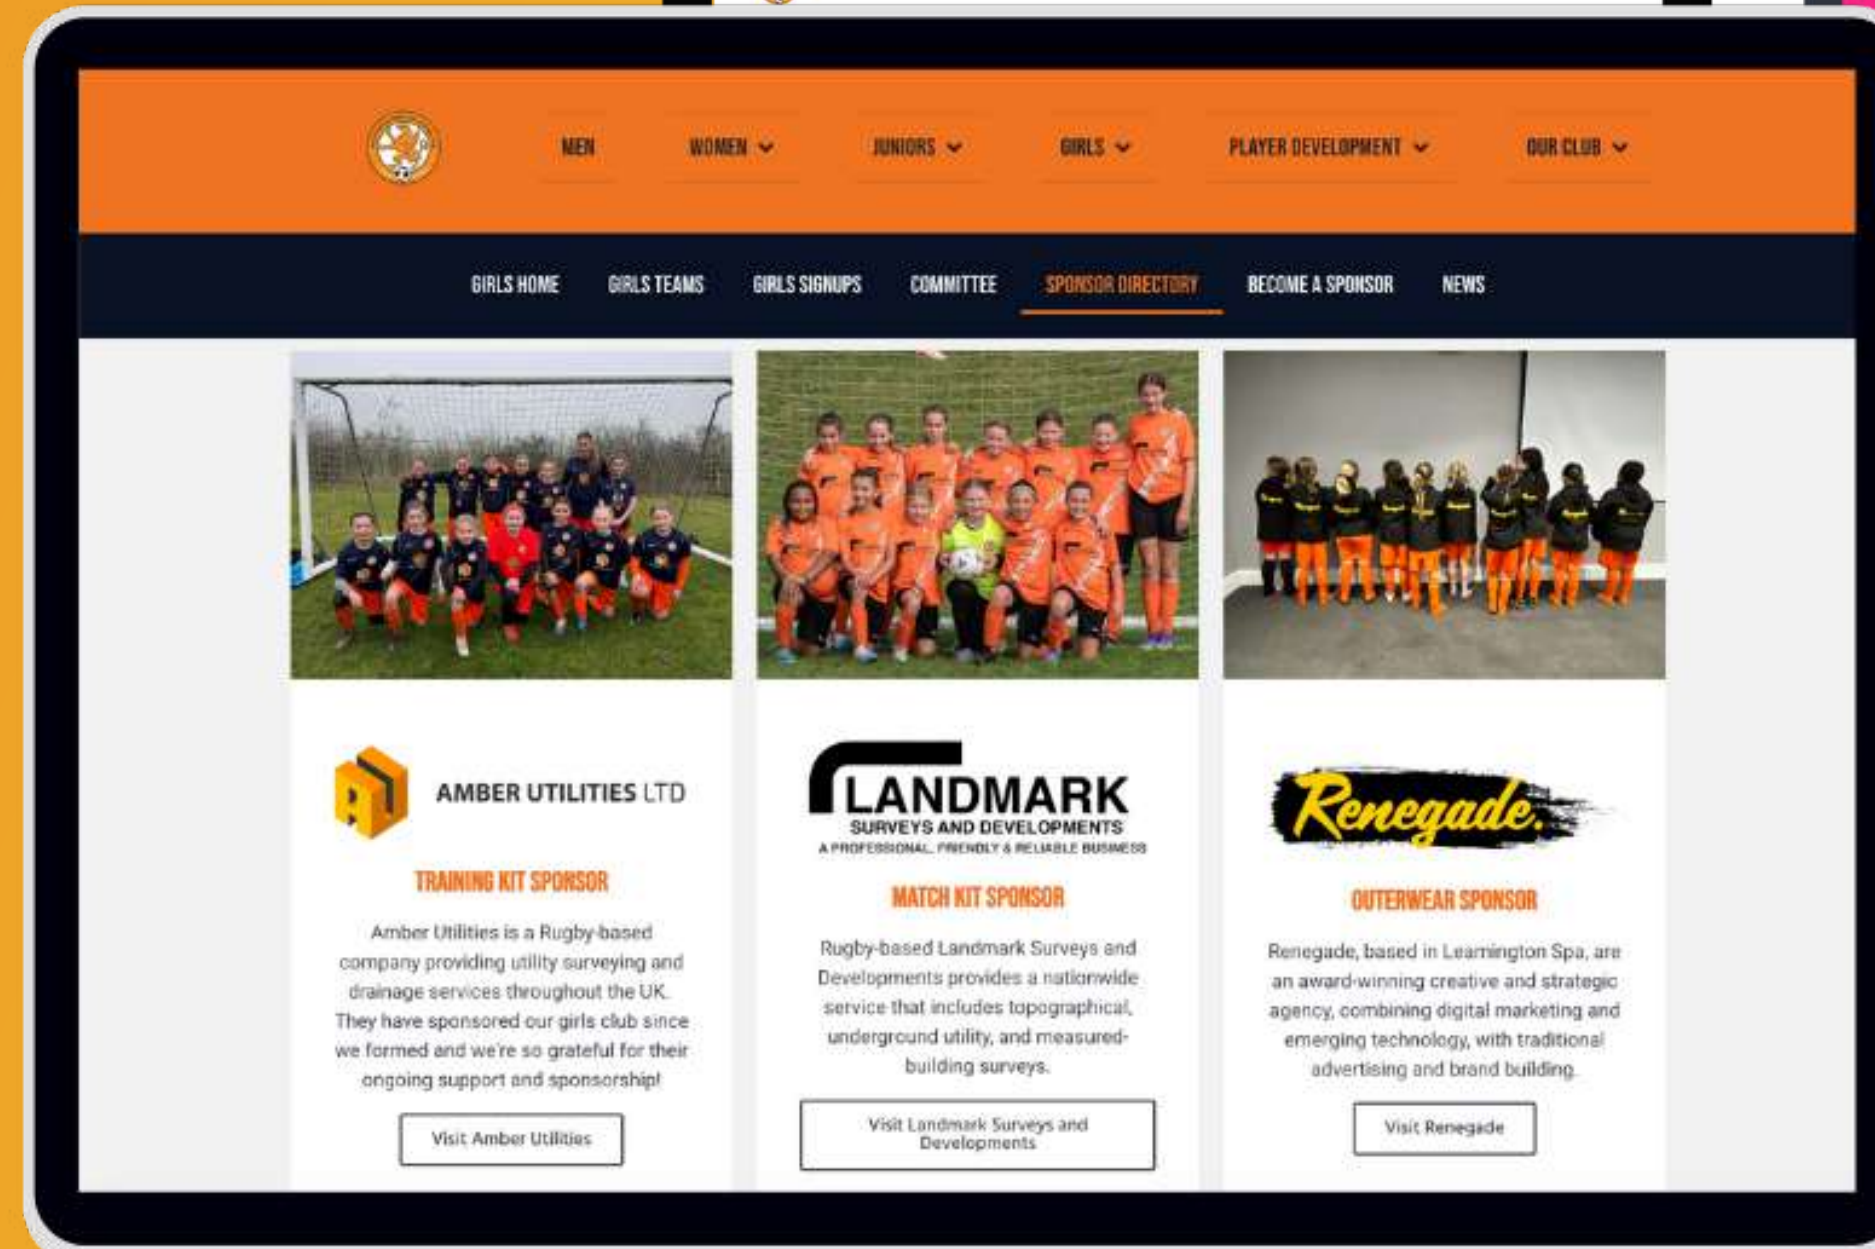 MEN
WOMEN
JUNIORS
GIRLS
PLAYER DEVELOPMENT
OUR CLUB
GIRLS HOME
GIRLS TEAMS
GIRLS SIGNUPS
COMMITTEE
SPONSOR DIRECTORY
BECOME A SPONSOR
NEWS
AMBER UTILITIES LTD
TRAINING KIT SPONSOR
Amber Utilities is a Rugby-based
company providing utility surveying and
drainage services throughout the UK.
They have sponsored our girls club since
we formed and we're so grateful for their
ongoing support and sponsorship!
Visit Amber Utilities
LANDMARK
SURVEYS AND DEVELOPMENTS
A PROFESSIONAL, FRIENDLY & RELIABLE BUSINESS
MATCH KIT SPONSOR
Rugby-based Landmark Surveys and
Developments provides a nationwide
service that includes topographical,
underground utility, and measured-
building surveys.
Visit Landmark Surveys and
Developments
Renegade.
OUTERWEAR SPONSOR
Renegade, based in Leamington Spa, are
an award-winning creative and strategic
agency, combining digital marketing and
emerging technology, with traditional
advertising and brand building.
Visit Renegade